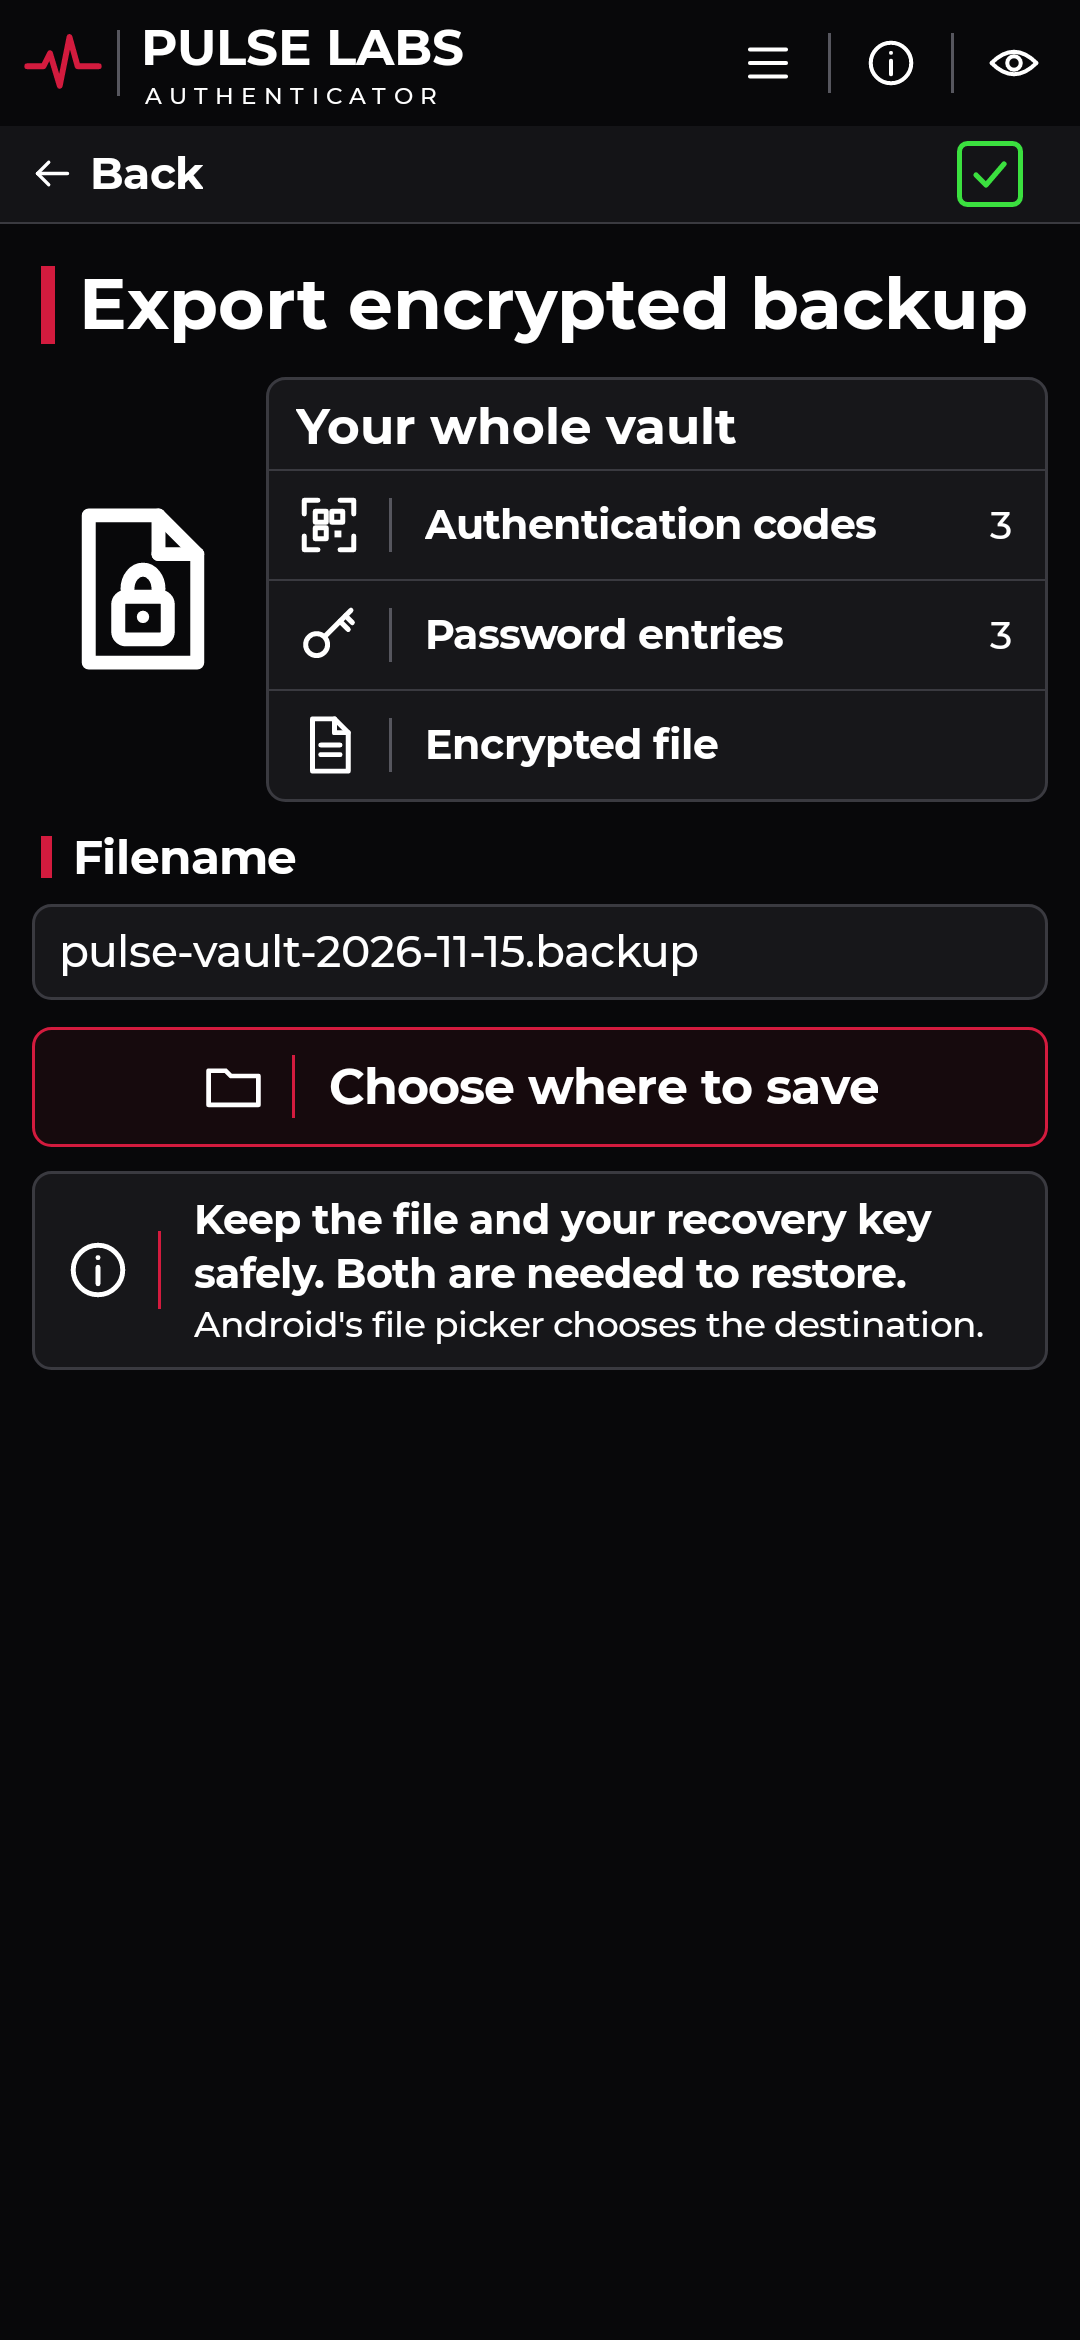 PULSE LABS
AUTHENTICATOR
Back
Export encrypted backup
Your whole vault
Authentication codes 3
Password entries 3
Encrypted file
Filename
pulse-vault-2026-11-15.backup
Choose where to save
Keep the file and your recovery key
safely. Both are needed to restore.
Android's file picker chooses the destination.